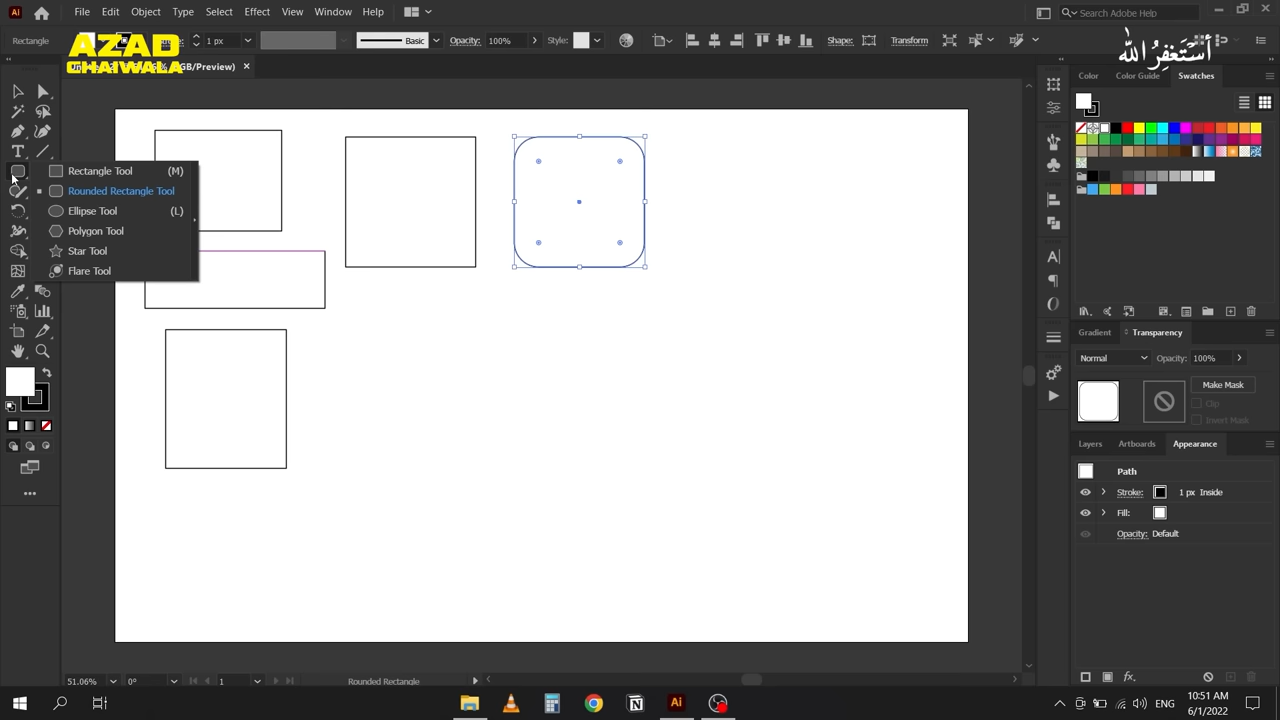 Ai File Edit Object Type Select Effect View Window Help Search Adobe Help
Rectangle 1 px Basic Opacity: 100% Shape: Transform
AZAD
CHAIWALA
أستغفر الله
GB/Preview) ×
Color Color Guide Swatches
Rectangle Tool (M)
Rounded Rectangle Tool
Ellipse Tool (L)
Polygon Tool
Star Tool
Flare Tool
Gradient Transparency
Normal Opacity: 100%
Make Mask
Clip
Invert Mask
Layers Artboards Appearance
Path
Stroke: 1 px Inside
Fill:
Opacity: Default
51.06% 0° 1 Rounded Rectangle
10:51 AM
6/1/2022